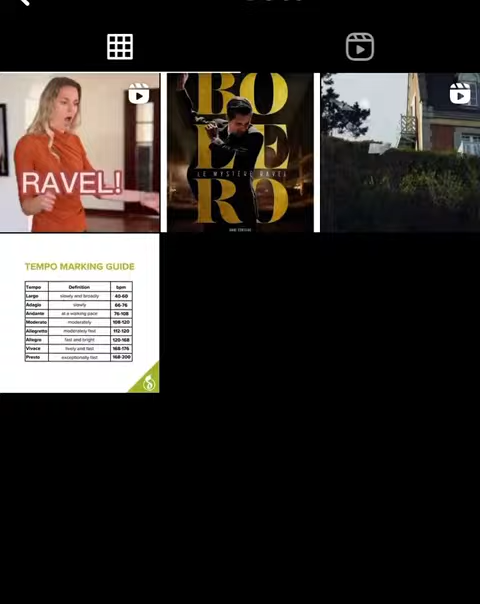 RAVEL!
BO
LE
LE MYSTÈRE RAVEL
RO
TEMPO MARKING GUIDE
Tempo Definition bpm
Largo slowly and broadly 40-60
Adagio slowly 66-76
Andante at a walking pace 76-108
Moderato moderately 108-120
Allegretto moderately fast 112-120
Allegro fast and bright 120-168
Vivace lively and fast 168-176
Presto exceptionally fast 168-200